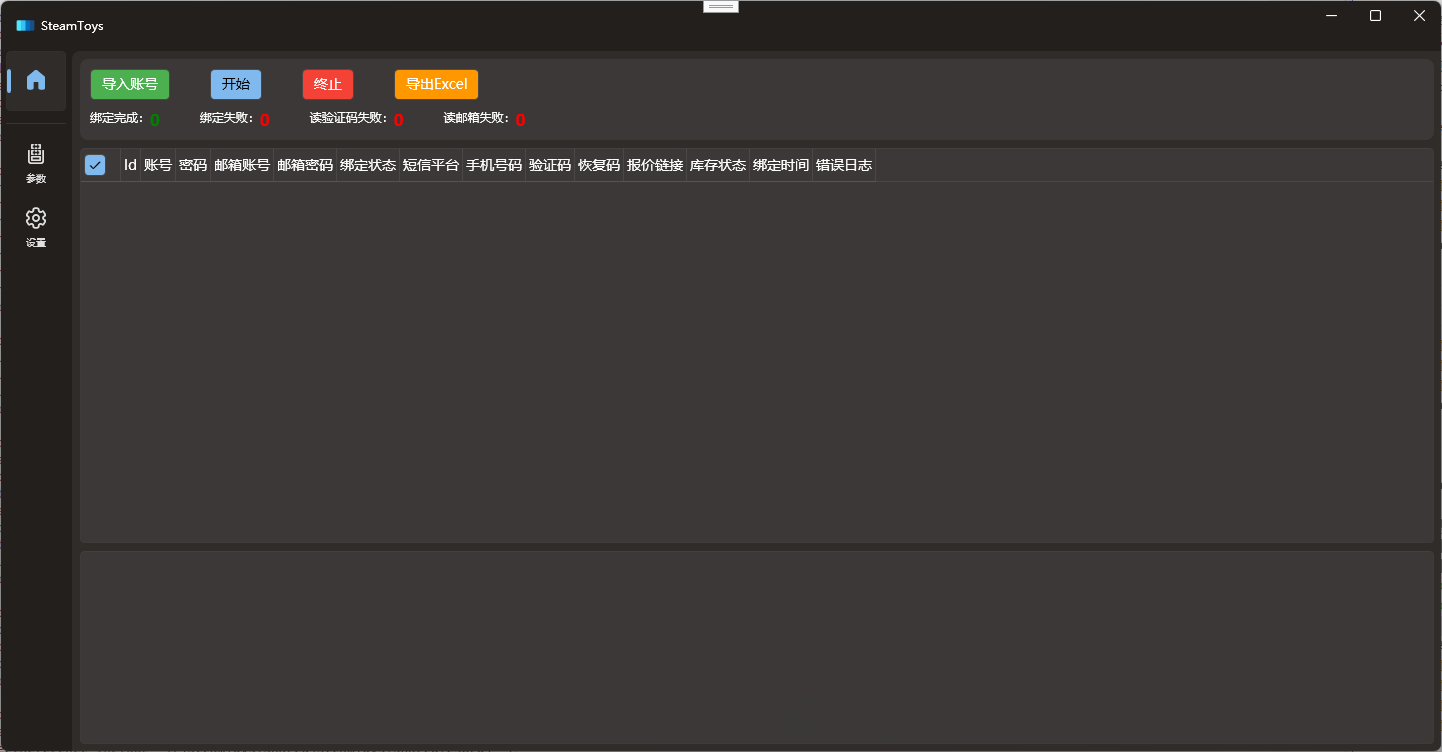 SteamToys
导入账号 开始 终止 导出Excel
绑定完成: 0 绑定失败: 0 读验证码失败: 0 读邮箱失败: 0
Id 账号 密码 邮箱账号 邮箱密码 绑定状态 短信平台 手机号码 验证码 恢复码 报价链接 库存状态 绑定时间 错误日志
参数
设置